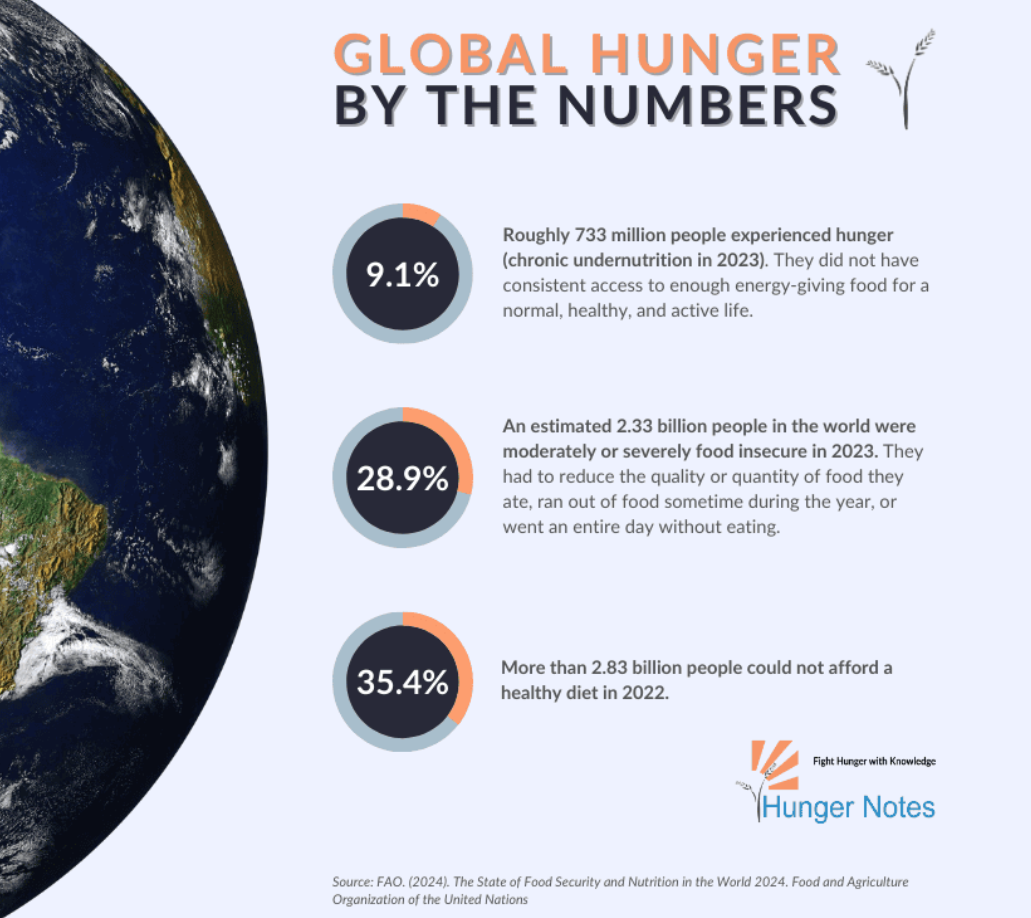 GLOBAL HUNGER
BY THE NUMBERS
9.1%
Roughly 733 million people experienced hunger
(chronic undernutrition in 2023). They did not have
consistent access to enough energy-giving food for a
normal, healthy, and active life.
28.9%
An estimated 2.33 billion people in the world were
moderately or severely food insecure in 2023. They
had to reduce the quality or quantity of food they
ate, ran out of food sometime during the year, or
went an entire day without eating.
35.4%
More than 2.83 billion people could not afford a
healthy diet in 2022.
Fight Hunger with Knowledge
Hunger Notes
Source: FAO. (2024). The State of Food Security and Nutrition in the World 2024. Food and Agriculture
Organization of the United Nations